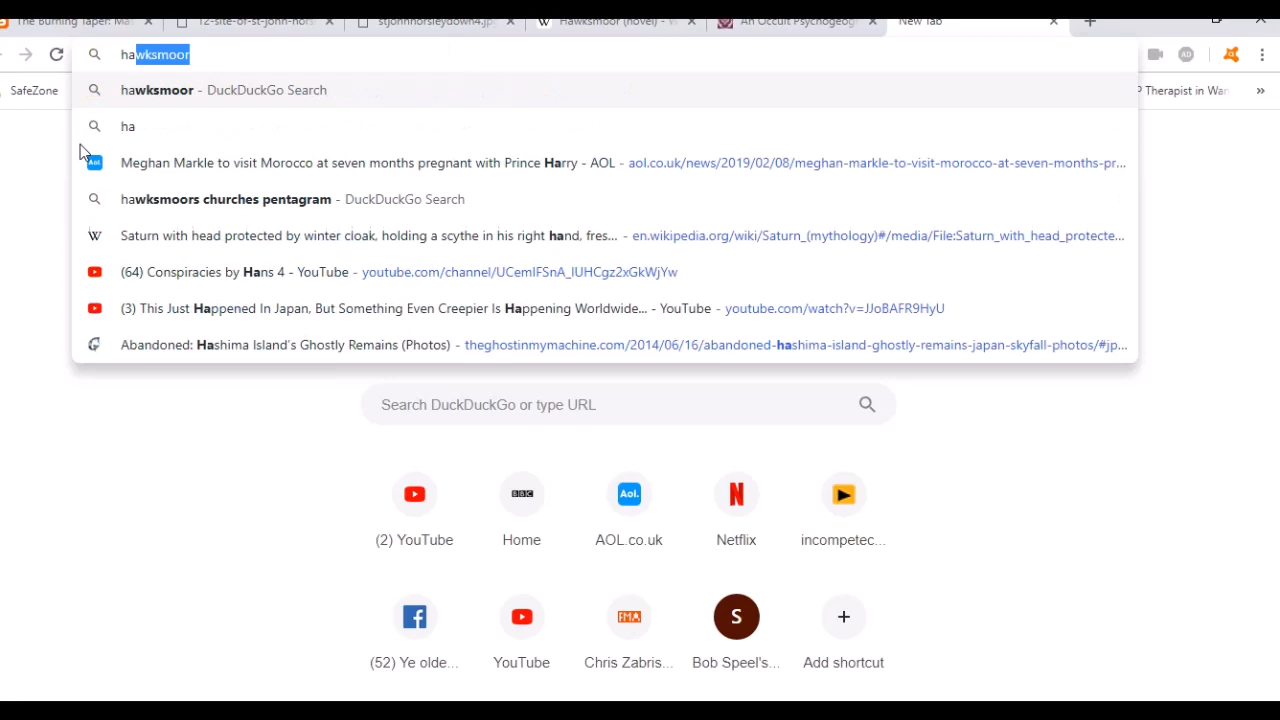 The Burning Taper: Ma
12-site-of-st-john-hors
stjohnhorsleydown4.jp
Hawksmoor (novel) - W
An Occult Psychogeog
New Tab
hawksmoor
SafeZone
P Therapist in Wan
»
hawksmoor - DuckDuckGo Search
ha
Meghan Markle to visit Morocco at seven months pregnant with Prince Harry - AOL - aol.co.uk/news/2019/02/08/meghan-markle-to-visit-morocco-at-seven-months-pr...
hawksmoors churches pentagram - DuckDuckGo Search
Saturn with head protected by winter cloak, holding a scythe in his right hand, fres... - en.wikipedia.org/wiki/Saturn_(mythology)#/media/File:Saturn_with_head_protecte...
(64) Conspiracies by Hans 4 - YouTube - youtube.com/channel/UCemIFSnA_IUHCgz2xGkWjYw
(3) This Just Happened In Japan, But Something Even Creepier Is Happening Worldwide... - YouTube - youtube.com/watch?v=JJoBAFR9HyU
Abandoned: Hashima Island's Ghostly Remains (Photos) - theghostinmymachine.com/2014/06/16/abandoned-hashima-island-ghostly-remains-japan-skyfall-photos/#jp...
Search DuckDuckGo or type URL
(2) YouTube
BBC
Home
Aol.
AOL.co.uk
Netflix
incompetec...
(52) Ye olde...
YouTube
Chris Zabris...
S
Bob Speel's...
Add shortcut